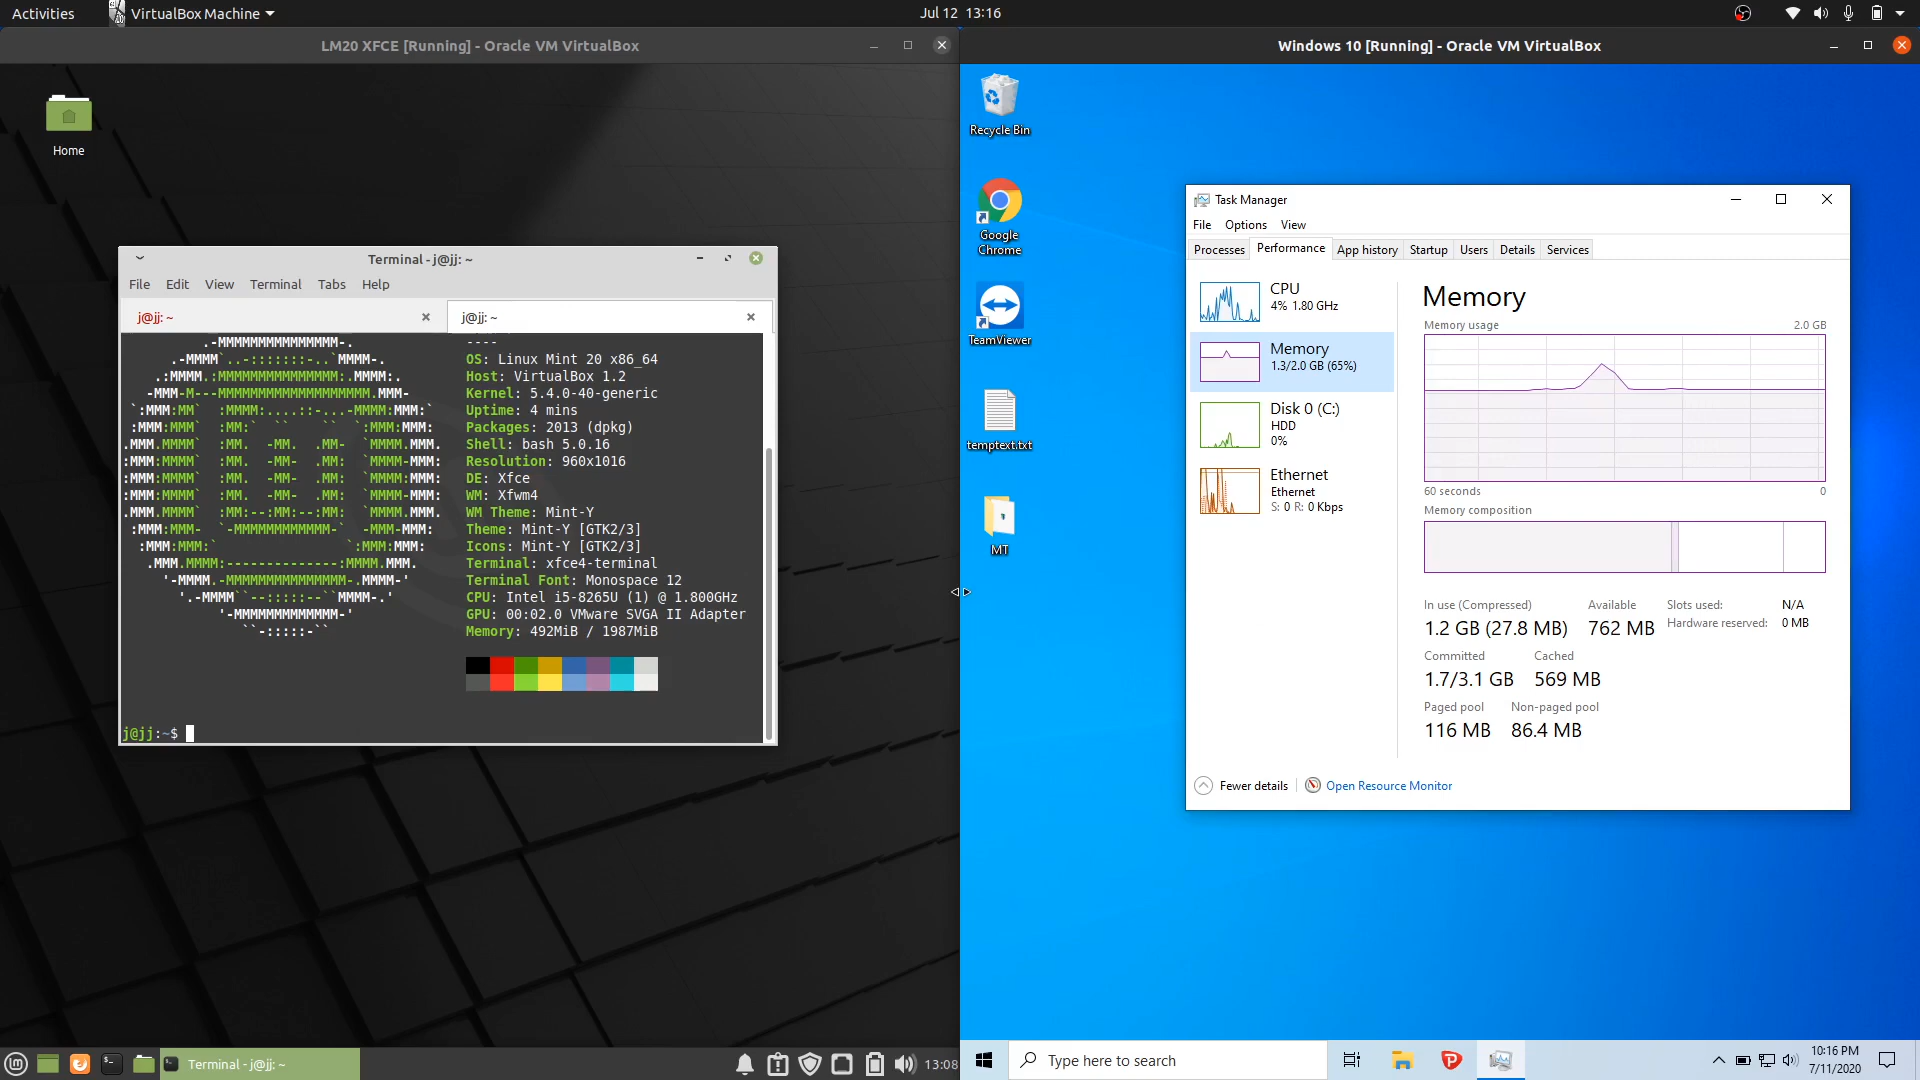 Activities
VirtualBox Machine
Jul 12 13:16
LM20 XFCE [Running] - Oracle VM VirtualBox
Home
Terminal - j@jj: ~
File Edit View Terminal Tabs Help
j@jj: ~
j@jj: ~
----
OS: Linux Mint 20 x86_64
Host: VirtualBox 1.2
Kernel: 5.4.0-40-generic
Uptime: 4 mins
Packages: 2013 (dpkg)
Shell: bash 5.0.16
Resolution: 960x1016
DE: Xfce
WM: Xfwm4
WM Theme: Mint-Y
Theme: Mint-Y [GTK2/3]
Icons: Mint-Y [GTK2/3]
Terminal: xfce4-terminal
Terminal Font: Monospace 12
CPU: Intel i5-8265U (1) @ 1.800GHz
GPU: 00:02.0 VMware SVGA II Adapter
Memory: 492MiB / 1987MiB
j@jj:~$
Terminal - j@jj: ~
13:08
Windows 10 [Running] - Oracle VM VirtualBox
Recycle Bin
Google
Chrome
TeamViewer
temptext.txt
MT
Task Manager
File Options View
Processes Performance App history Startup Users Details Services
CPU
4% 1.80 GHz
Memory
1.3/2.0 GB (65%)
Disk 0 (C:)
HDD
0%
Ethernet
Ethernet
S: 0 R: 0 Kbps
Memory
Memory usage 2.0 GB
60 seconds 0
Memory composition
In use (Compressed) Available Slots used: N/A
1.2 GB (27.8 MB) 762 MB Hardware reserved: 0 MB
Committed Cached
1.7/3.1 GB 569 MB
Paged pool Non-paged pool
116 MB 86.4 MB
Fewer details
Open Resource Monitor
Type here to search
10:16 PM
7/11/2020